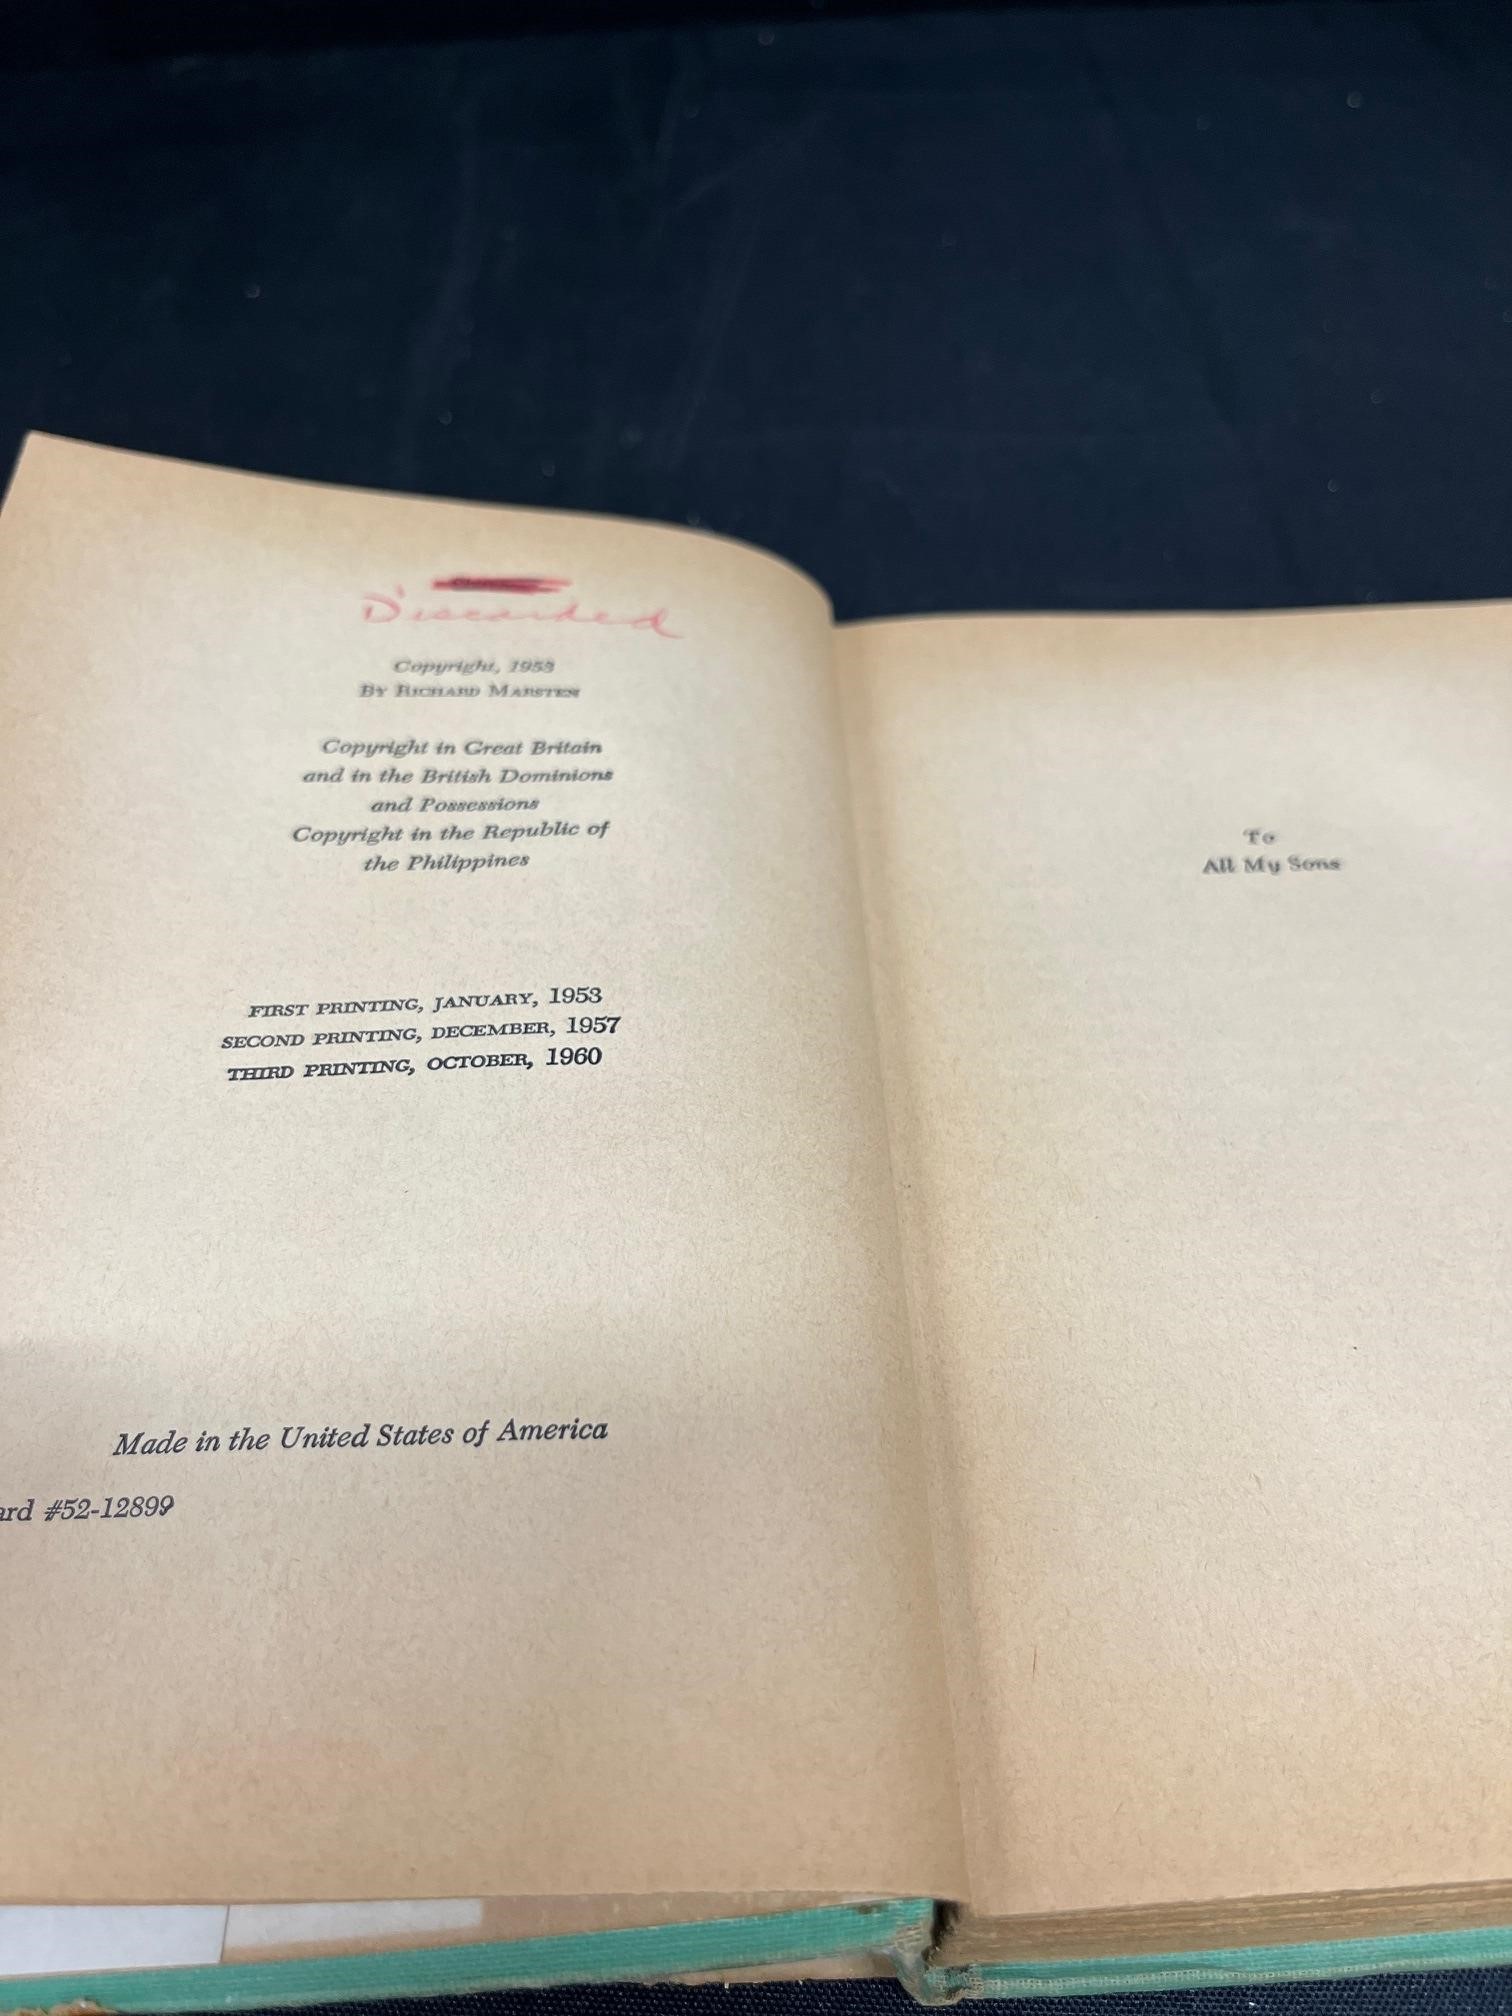 Discarded
Copyright, 1953
BY RICHARD MARSTEN
Copyright in Great Britain
and in the British Dominions
and Possessions
Copyright in the Republic of
the Philippines
FIRST PRINTING, JANUARY, 1953
SECOND PRINTING, DECEMBER, 1957
THIRD PRINTING, OCTOBER, 1960
Made in the United States of America
ard #52-12899
To
All My Sons